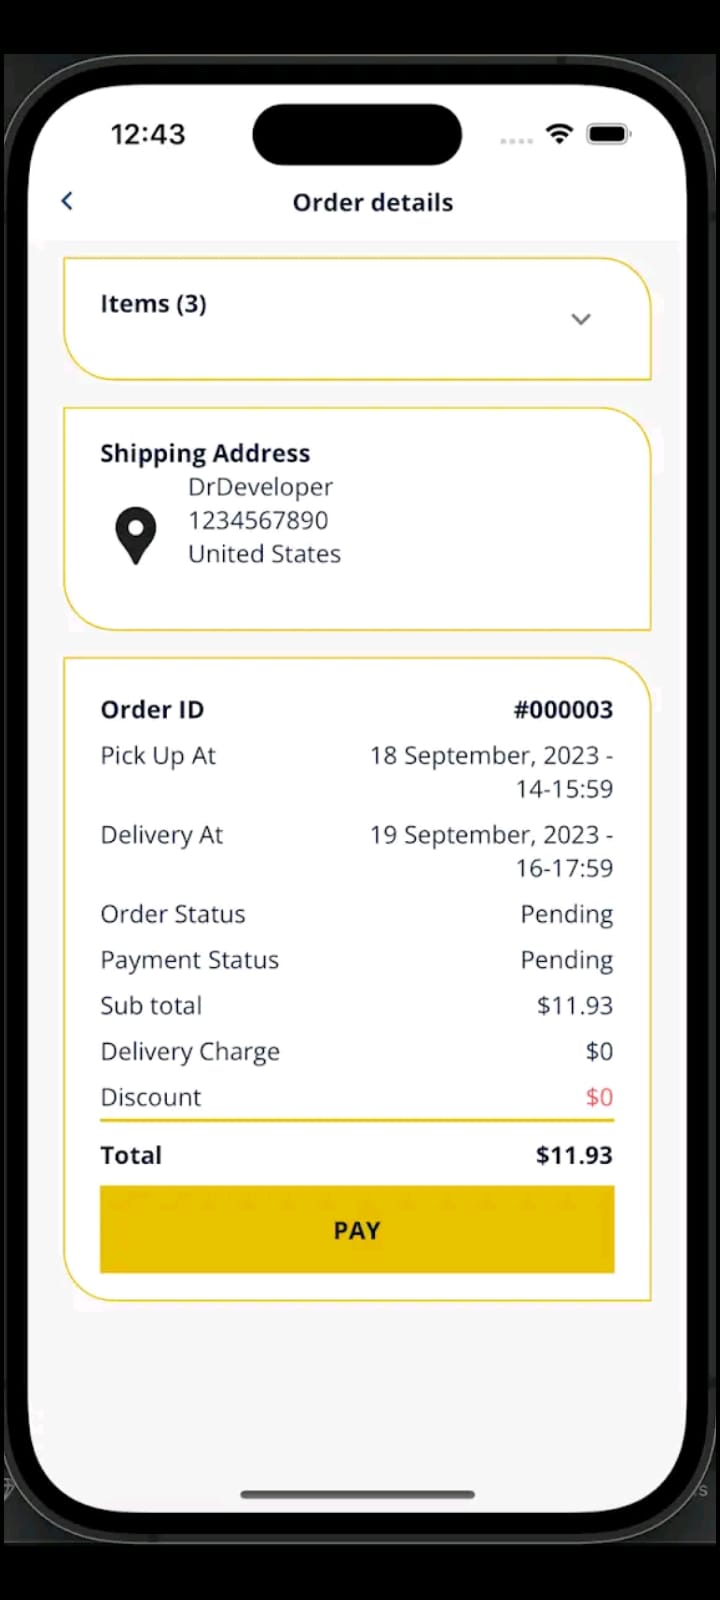 12:43
Order details
Items (3)
Shipping Address
DrDeveloper
1234567890
United States
Order ID #000003
Pick Up At 18 September, 2023 -
14-15:59
Delivery At 19 September, 2023 -
16-17:59
Order Status Pending
Payment Status Pending
Sub total $11.93
Delivery Charge $0
Discount $0
Total $11.93
PAY